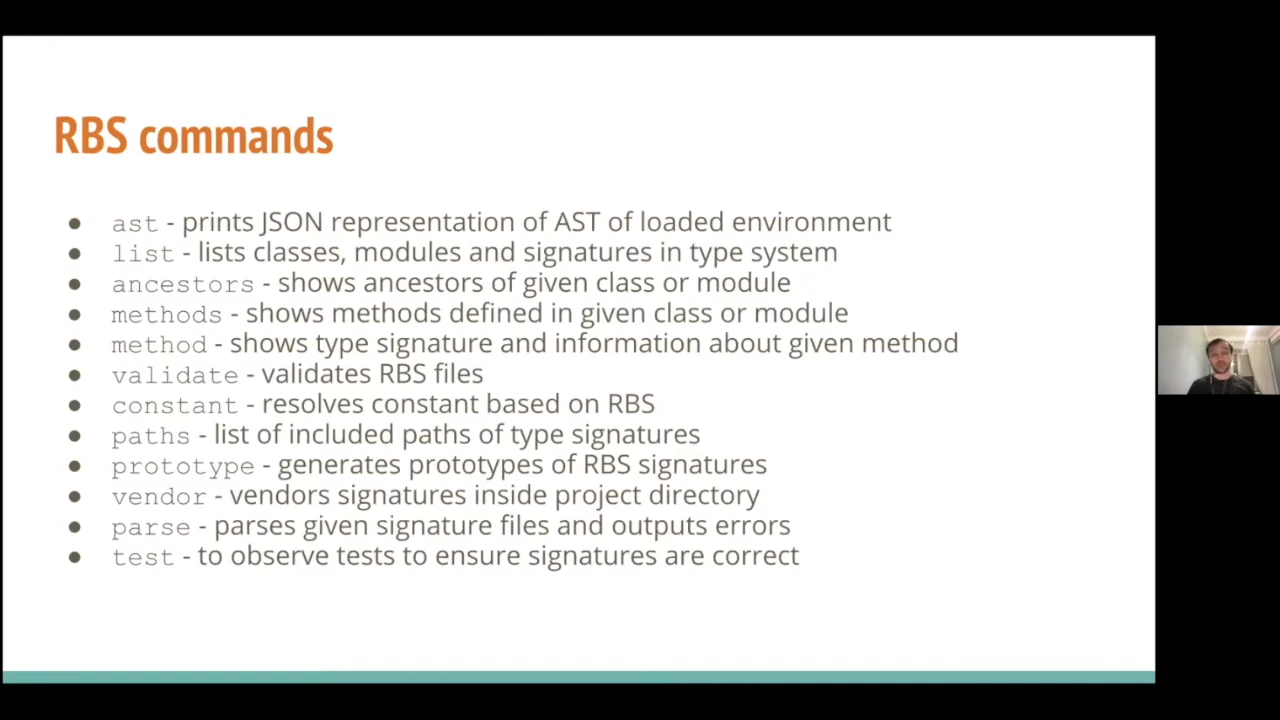 RBS commands
● ast - prints JSON representation of AST of loaded environment
● list - lists classes, modules and signatures in type system
● ancestors - shows ancestors of given class or module
● methods - shows methods defined in given class or module
● method - shows type signature and information about given method
● validate - validates RBS files
● constant - resolves constant based on RBS
● paths - list of included paths of type signatures
● prototype - generates prototypes of RBS signatures
● vendor - vendors signatures inside project directory
● parse - parses given signature files and outputs errors
● test - to observe tests to ensure signatures are correct